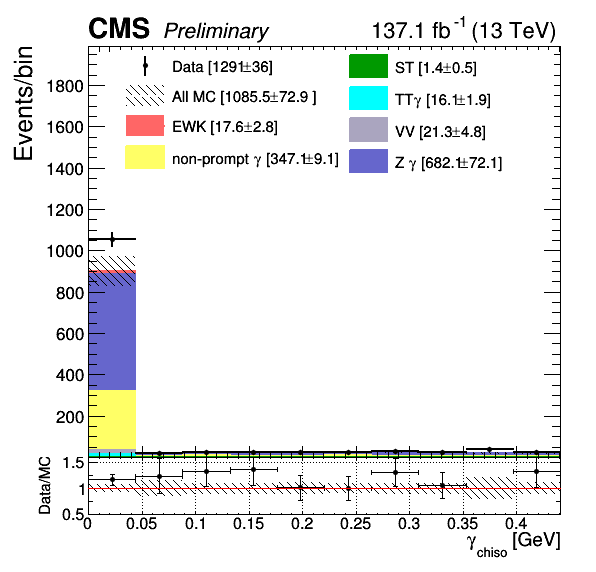 CMS Preliminary 137.1 fb⁻¹ (13 TeV)
Events/bin
Data [1291±36]
All MC [1085.5±72.9 ]
EWK [17.6±2.8]
non-prompt γ [347.1±9.1]
ST [1.4±0.5]
TTγ [16.1±1.9]
VV [21.3±4.8]
Z γ [682.1±72.1]
1800
1600
1400
1200
1000
800
600
400
200
Data/MC
1.5
1
0.5
0 0.05 0.1 0.15 0.2 0.25 0.3 0.35 0.4
γchiso [GeV]